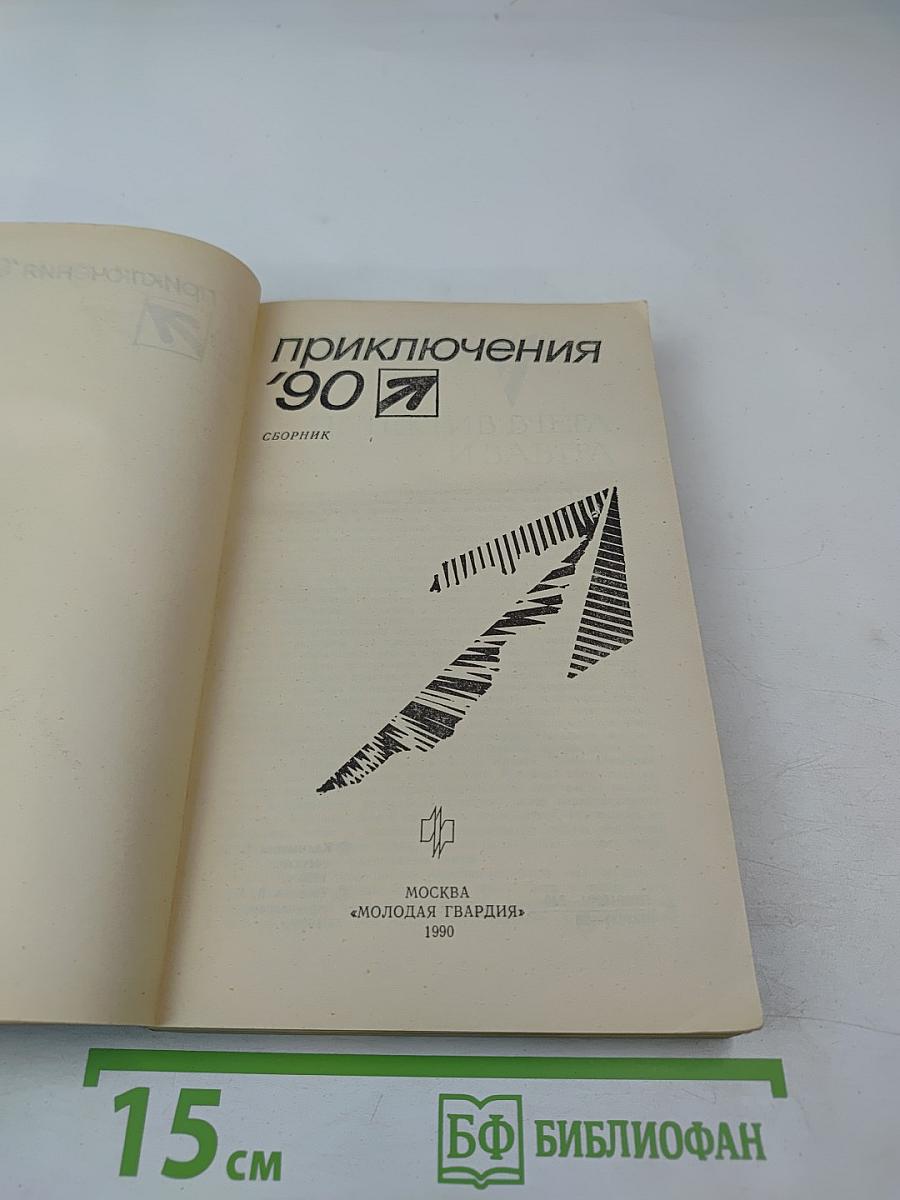 приключения
'90
СБОРНИК
МОСКВА
«МОЛОДАЯ ГВАРДИЯ»
1990
15 см
БФ БИБЛИОФАН